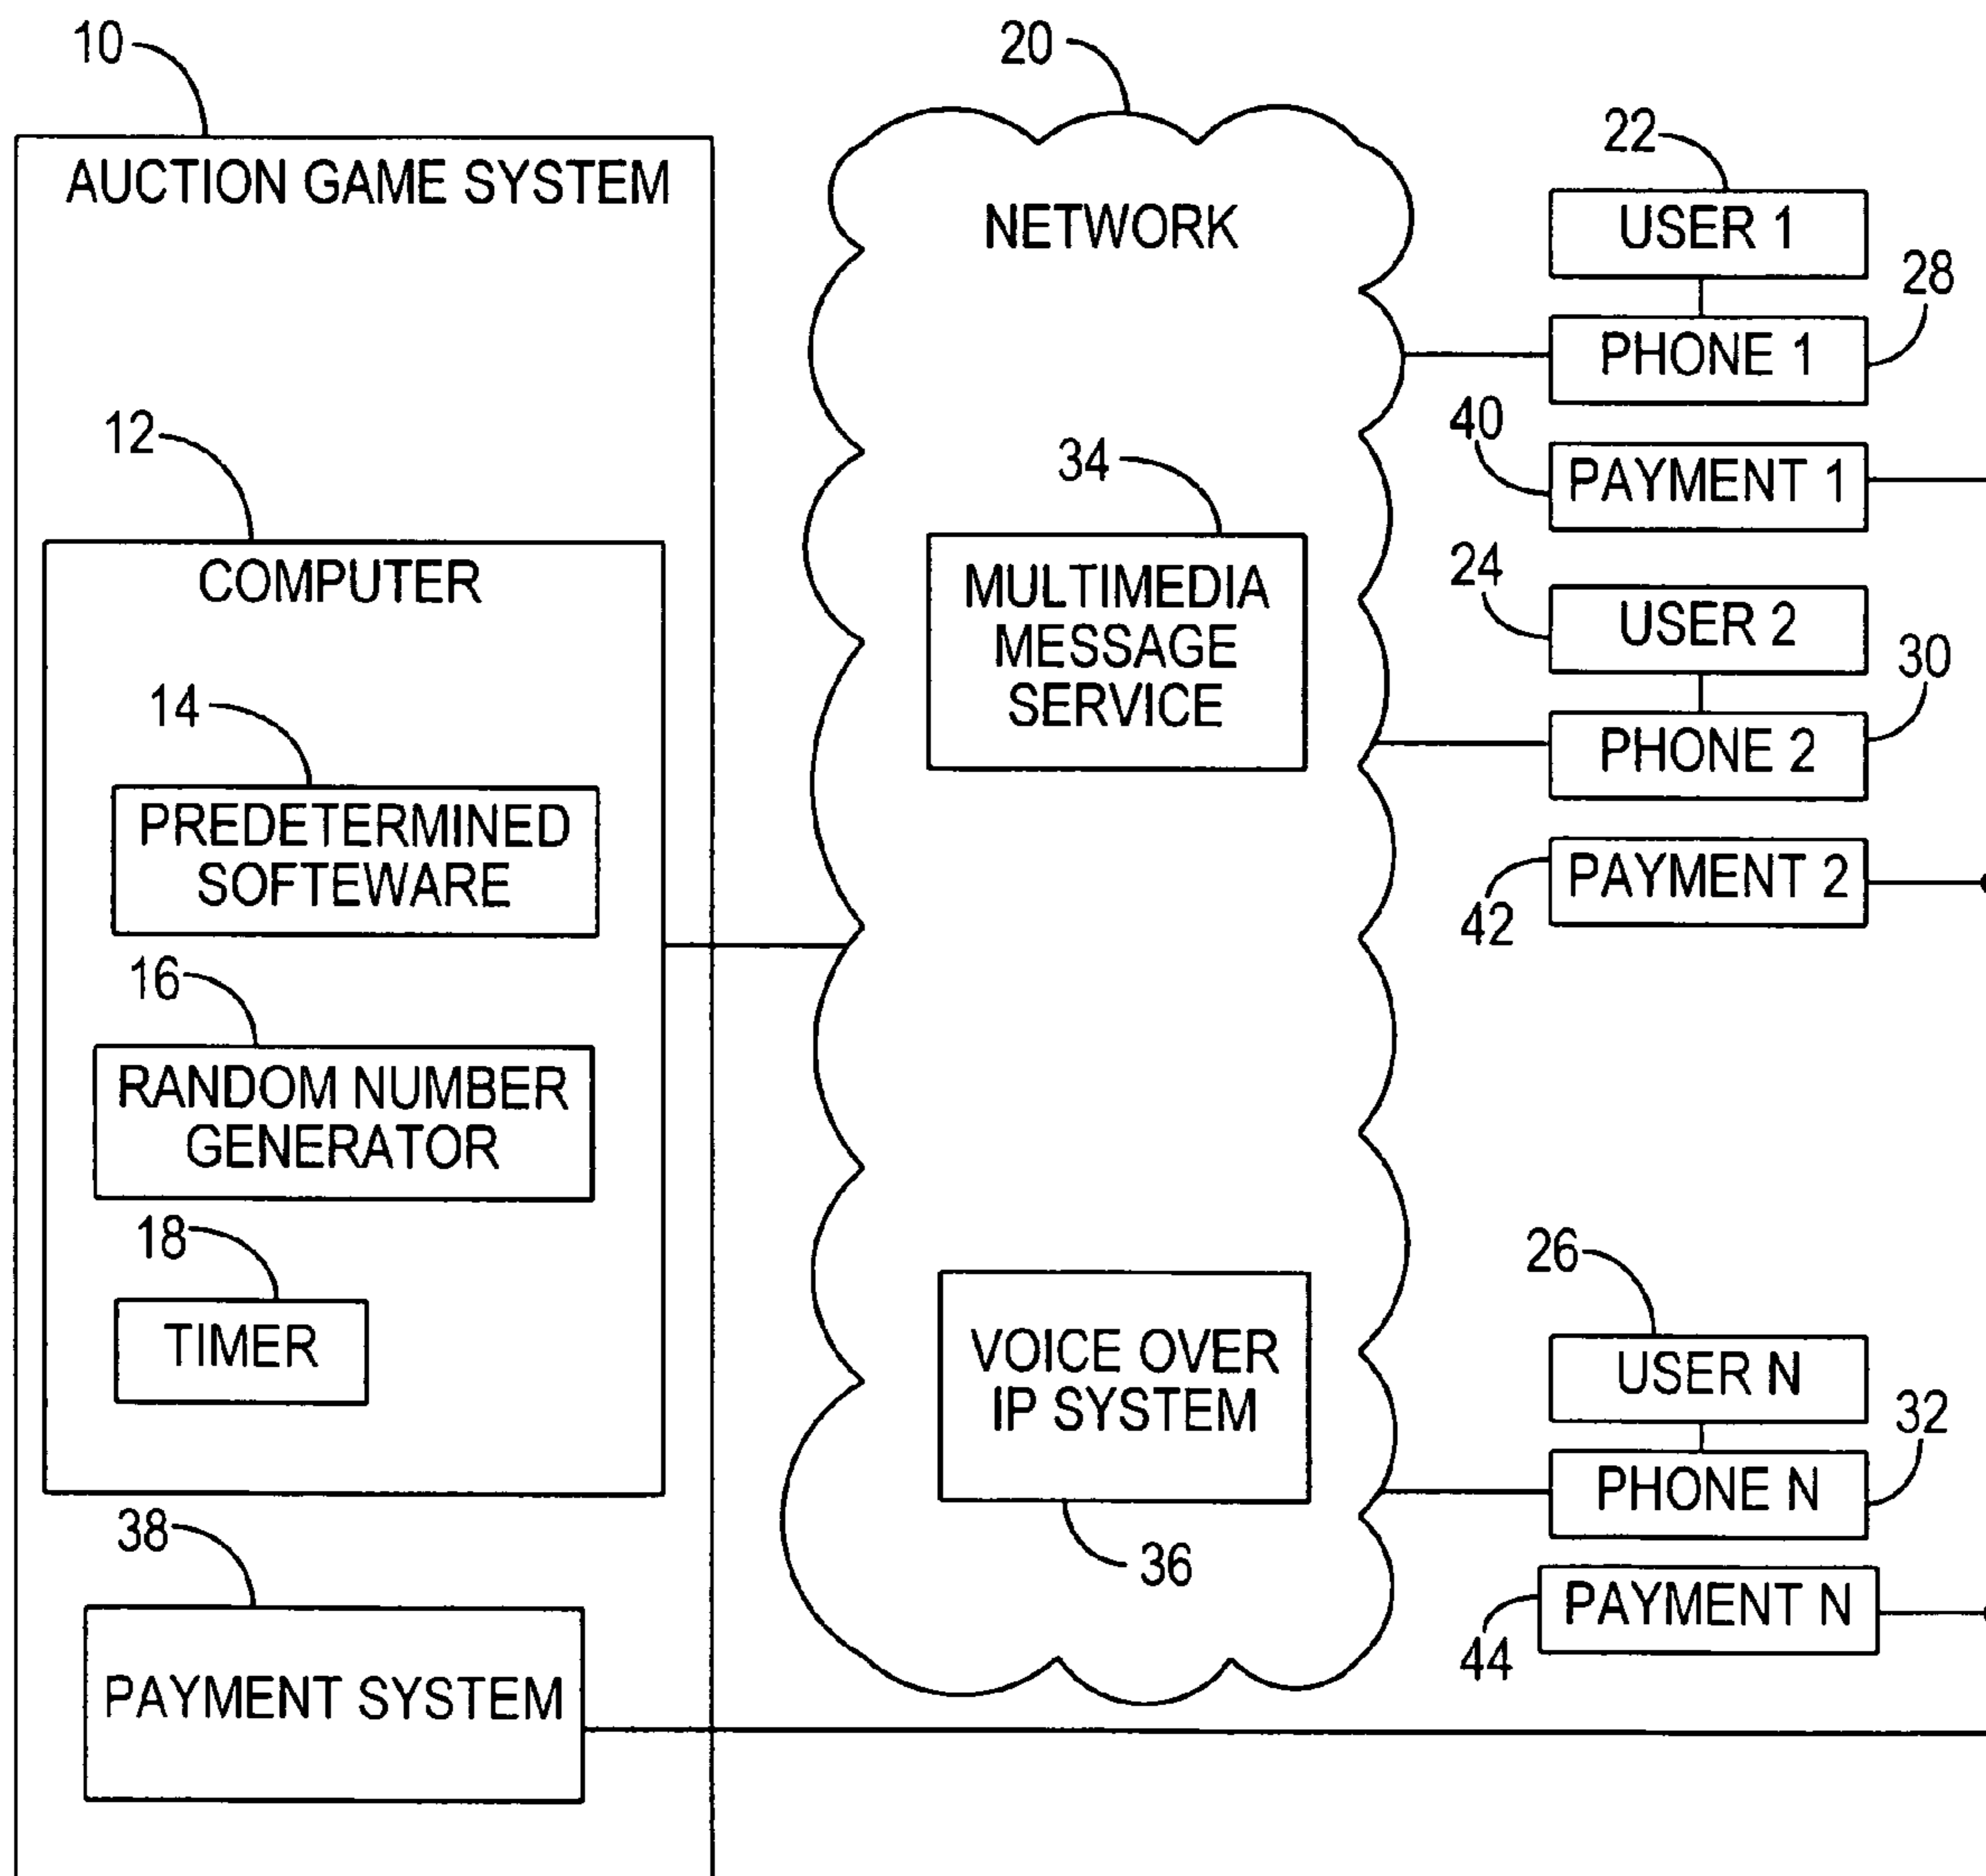 10
AUCTION GAME SYSTEM
12
COMPUTER
14
PREDETERMINED
SOFTEWARE
16
RANDOM NUMBER
GENERATOR
18
TIMER
38
PAYMENT SYSTEM
20
NETWORK
34
MULTIMEDIA
MESSAGE
SERVICE
VOICE OVER
IP SYSTEM
36
22
USER 1
28
PHONE 1
40
PAYMENT 1
24
USER 2
30
PHONE 2
PAYMENT 2
42
26
USER N
32
PHONE N
PAYMENT N
44